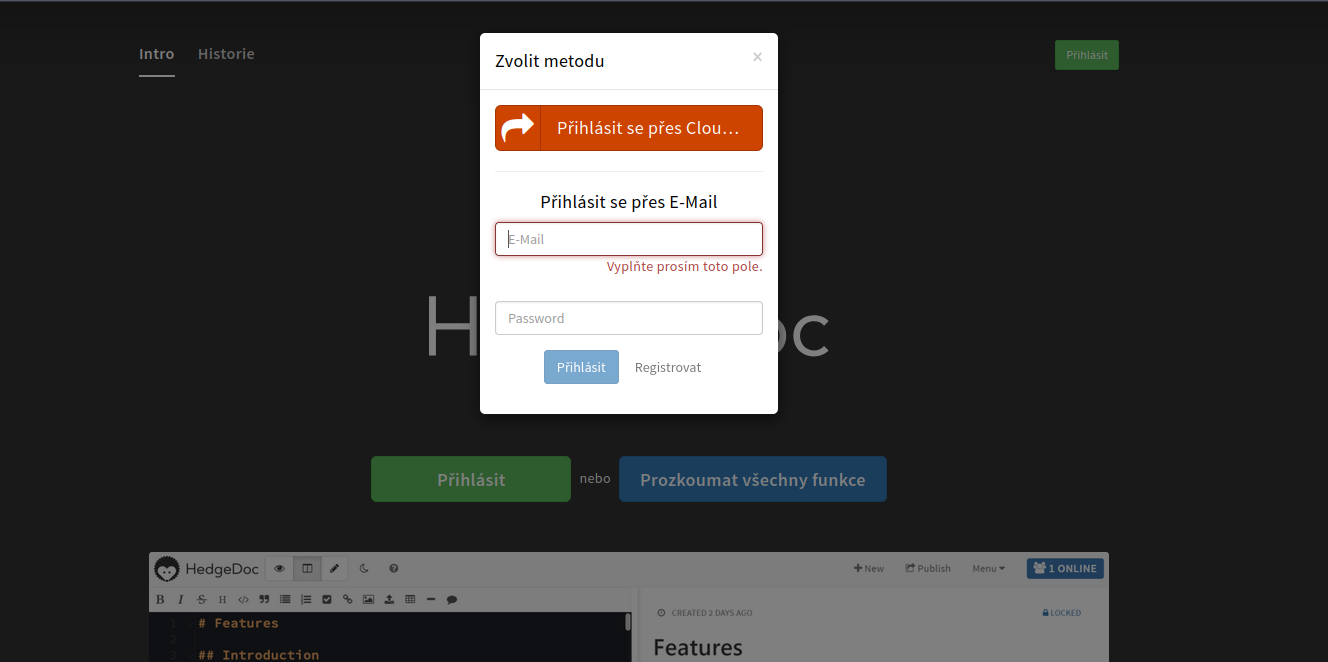 Intro
Historie
Přihlásit
Zvolit metodu
×
Přihlásit se přes Clou…
Přihlásit se přes E-Mail
E-Mail
Vyplňte prosím toto pole.
Password
Přihlásit
Registrovat
H
oc
Přihlásit
nebo
Prozkoumat všechny funkce
HedgeDoc
New
Publish
Menu
1 ONLINE
B I S H
1
# Features
2
3
## Introduction
CREATED 2 DAYS AGO
LOCKED
Features